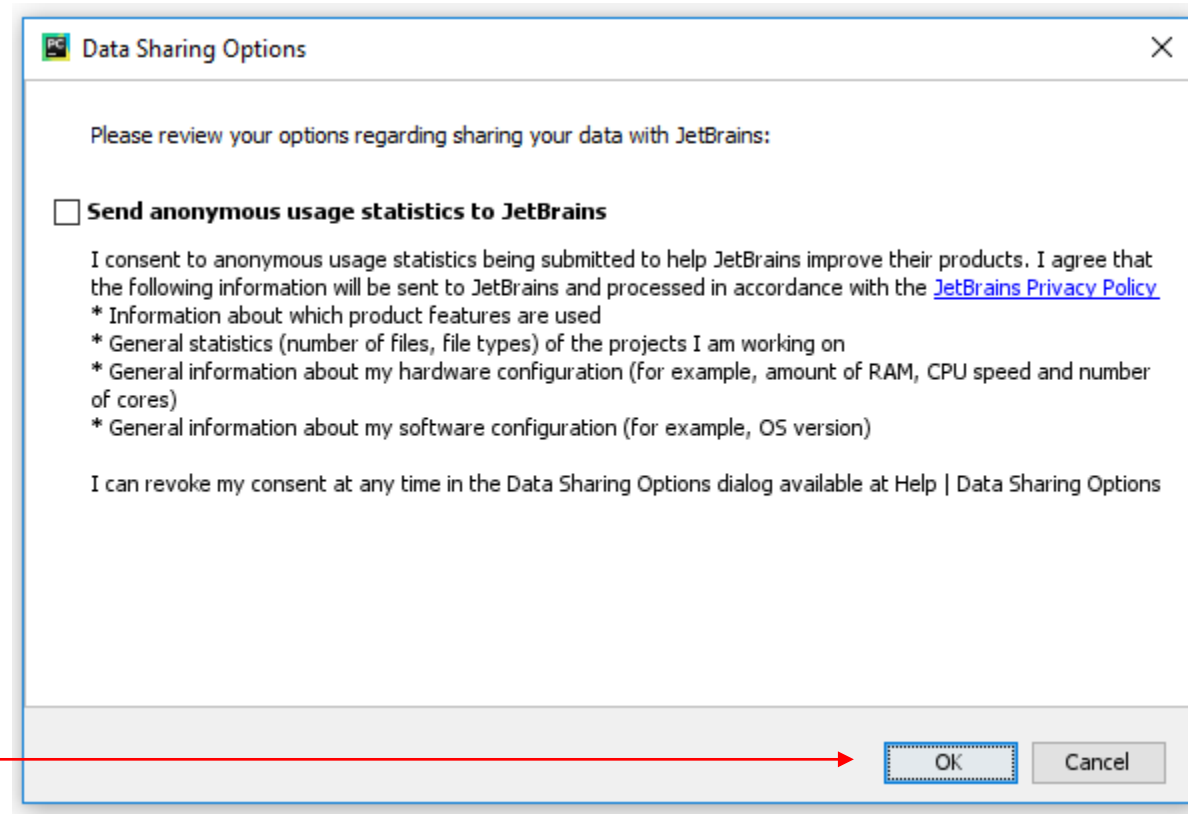 PC
Data Sharing Options
Please review your options regarding sharing your data with JetBrains:
Send anonymous usage statistics to JetBrains
I consent to anonymous usage statistics being submitted to help JetBrains improve their products. I agree that
the following information will be sent to JetBrains and processed in accordance with the JetBrains Privacy Policy
* Information about which product features are used
* General statistics (number of files, file types) of the projects I am working on
* General information about my hardware configuration (for example, amount of RAM, CPU speed and number
of cores)
* General information about my software configuration (for example, OS version)
I can revoke my consent at any time in the Data Sharing Options dialog available at Help | Data Sharing Options
OK Cancel